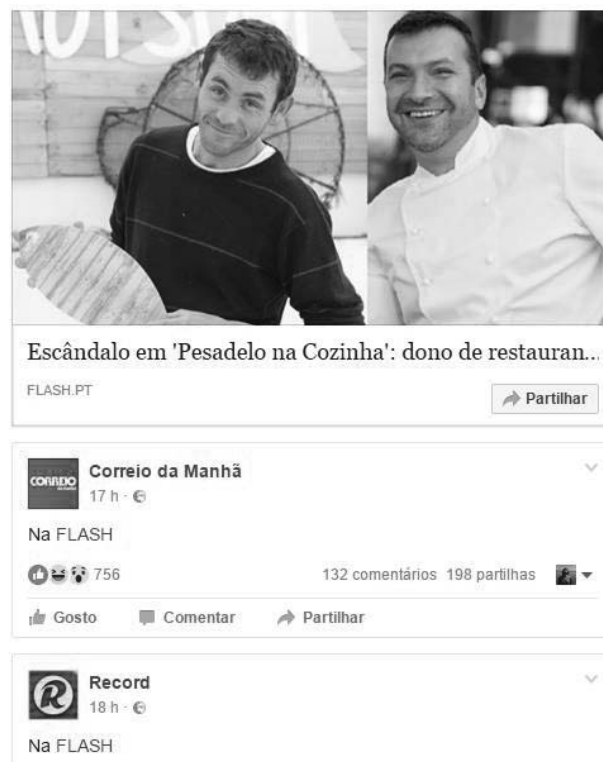 Escândalo em 'Pesadelo na Cozinha': dono de restauran...
FLASH.PT
Partilhar
CORREIO
Correio da Manhã
17 h ·
Na FLASH
756
132 comentários 198 partilhas
Gosto Comentar Partilhar
R
Record
18 h ·
Na FLASH